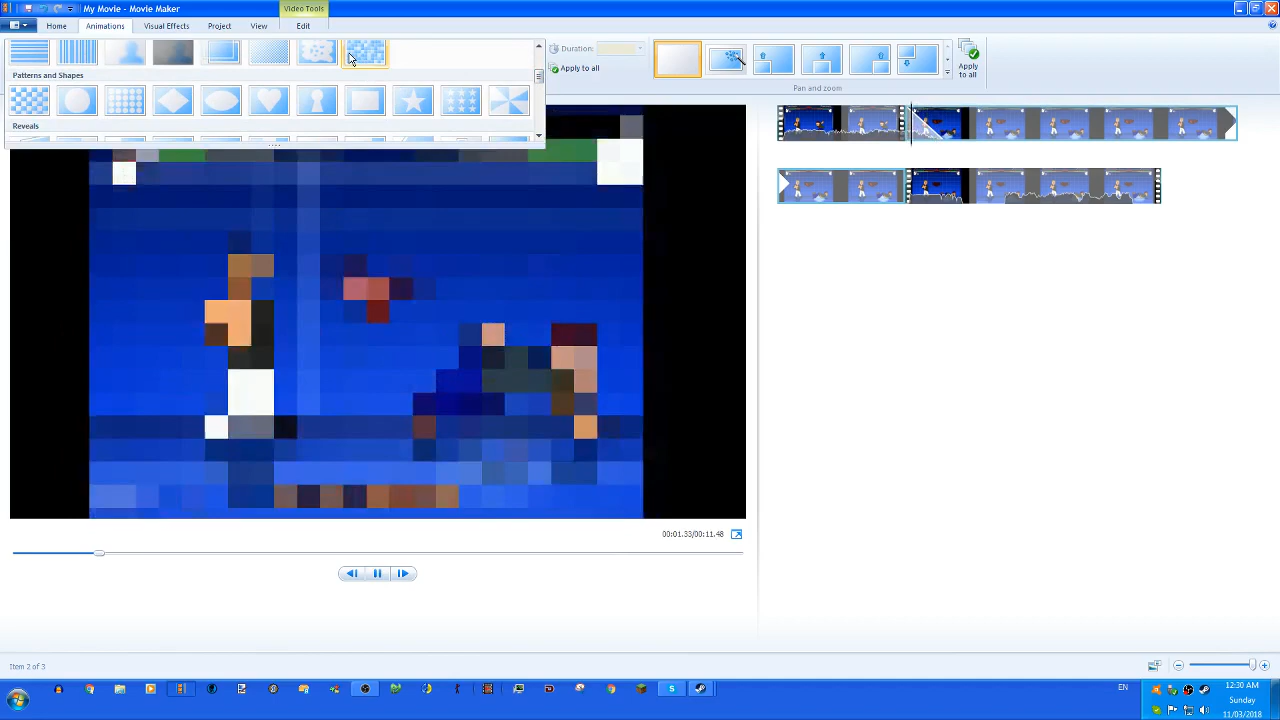 My Movie - Movie Maker
Video Tools
Home
Animations
Visual Effects
Project
View
Edit
Duration:
Apply to all
Apply to all
Pan and zoom
Patterns and Shapes
Reveals
00:01.33/00:11.48
Item 2 of 3
EN
12:30 AM
Sunday
11/03/2018